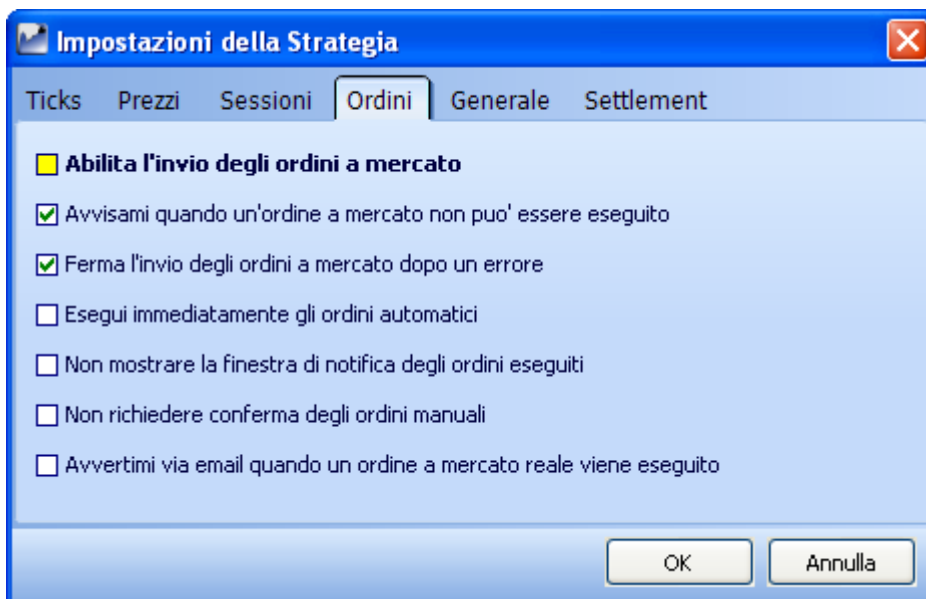 Impostazioni della Strategia
Ticks Prezzi Sessioni Ordini Generale Settlement
Abilita l'invio degli ordini a mercato
Avvisami quando un'ordine a mercato non puo' essere eseguito
Ferma l'invio degli ordini a mercato dopo un errore
Esegui immediatamente gli ordini automatici
Non mostrare la finestra di notifica degli ordini eseguiti
Non richiedere conferma degli ordini manuali
Avvertimi via email quando un ordine a mercato reale viene eseguito
OK Annulla